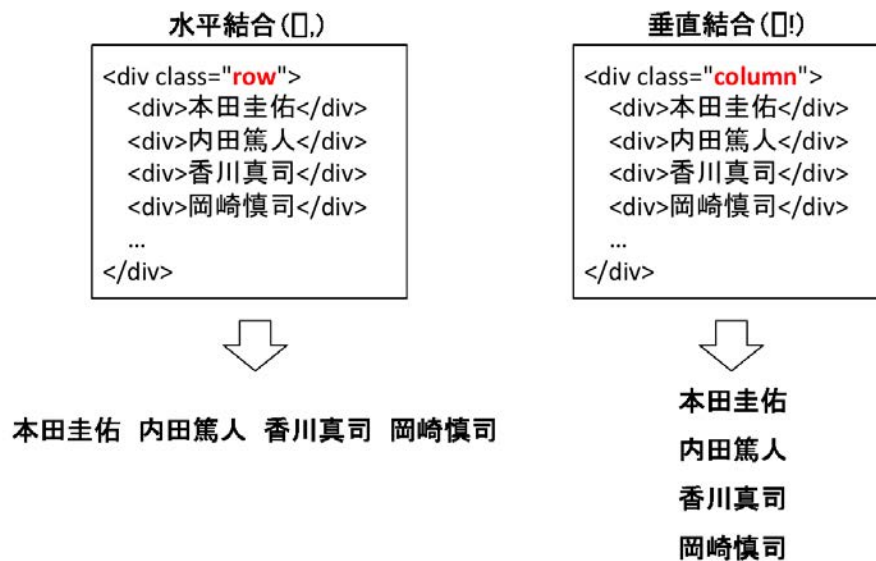 水平結合([],)
<div class="row">
<div>本田圭佑</div>
<div>内田篤人</div>
<div>香川真司</div>
<div>岡崎慎司</div>
...
</div>
本田圭佑 内田篤人 香川真司 岡崎慎司
垂直結合([]!)
<div class="column">
<div>本田圭佑</div>
<div>内田篤人</div>
<div>香川真司</div>
<div>岡崎慎司</div>
...
</div>
本田圭佑
内田篤人
香川真司
岡崎慎司